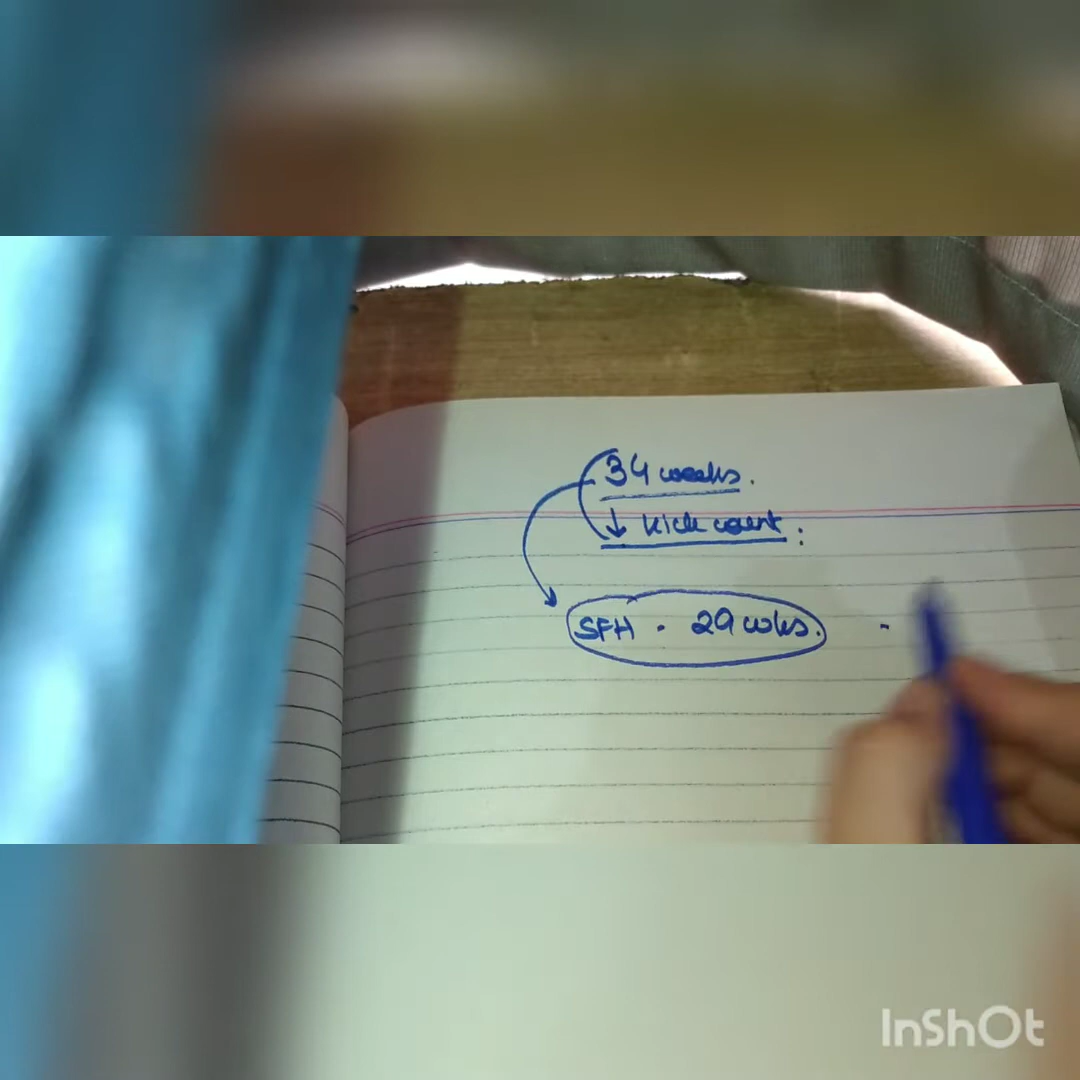 34 weeks.
↓ kick count :
SFH - 29 wks. -
InShOt